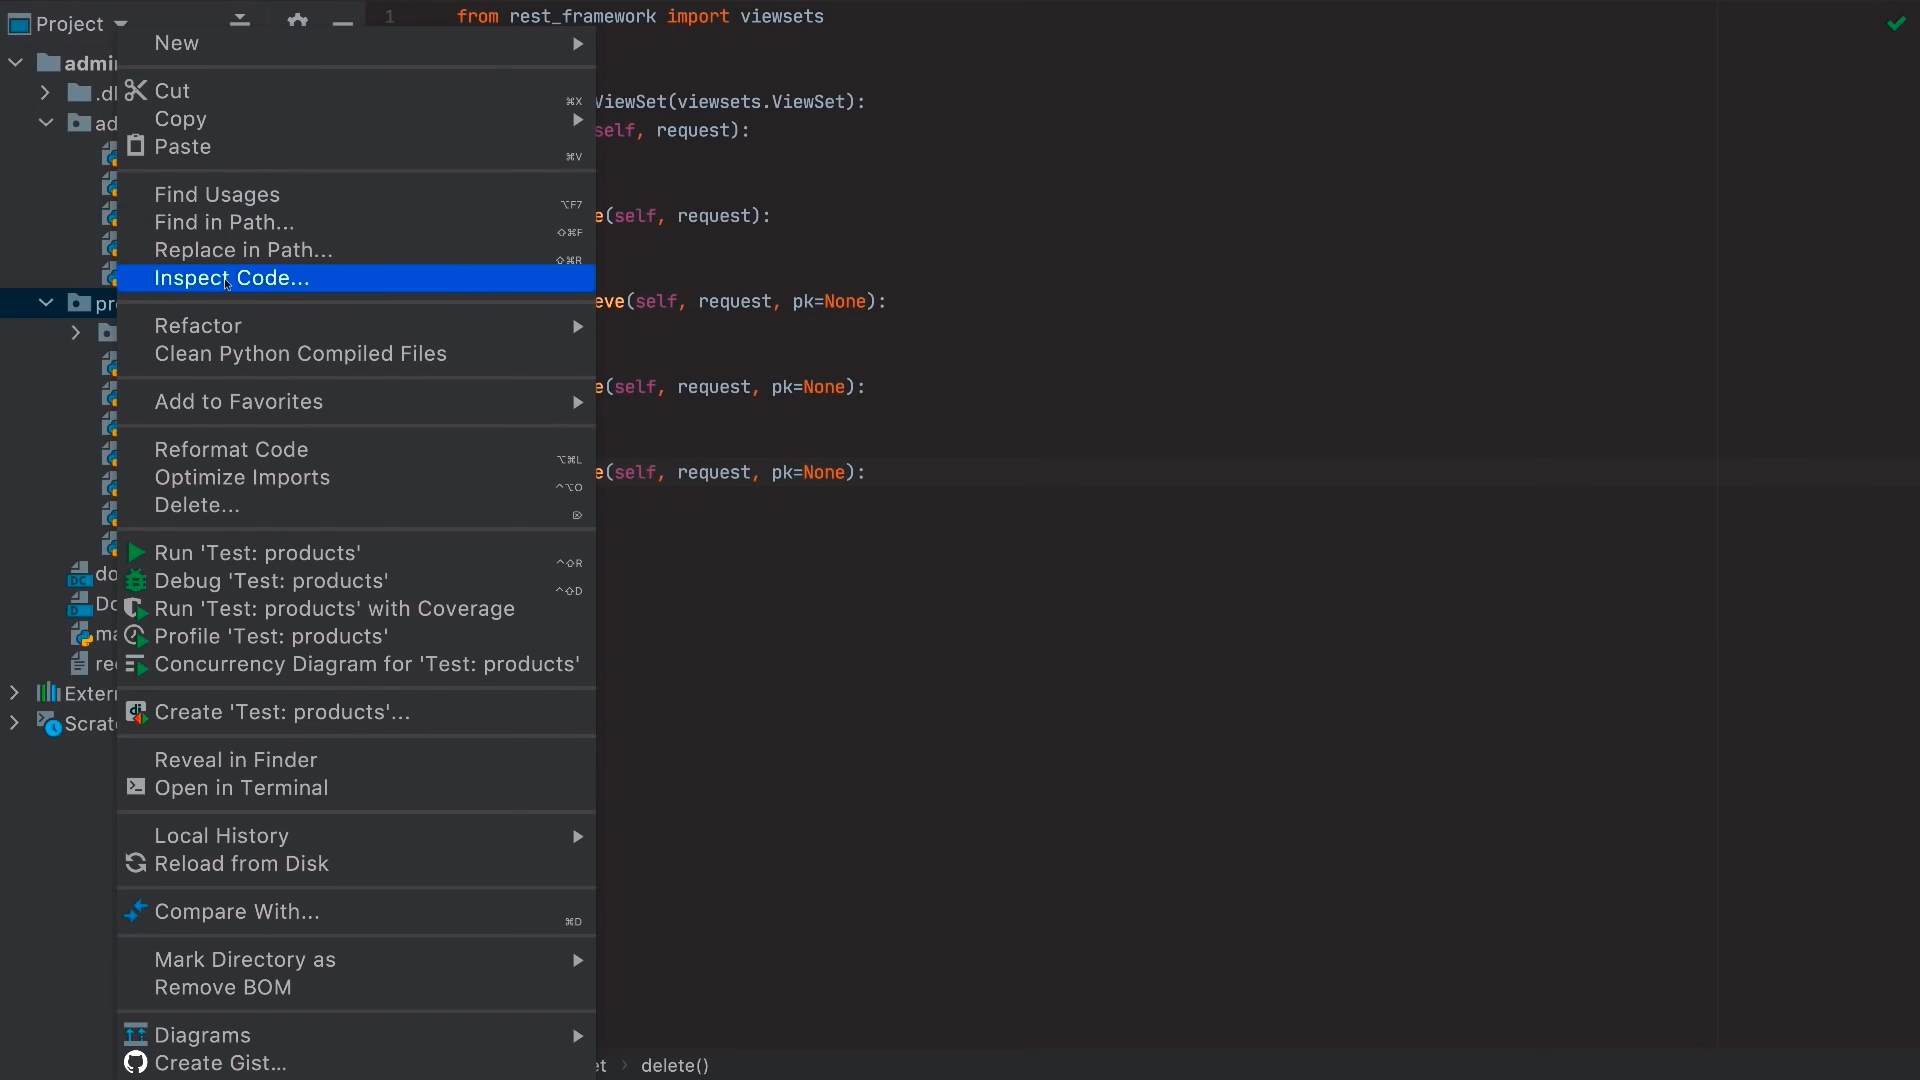 Project
1 from rest_framework import viewsets
New
admi
Cut ⌘X
ViewSet(viewsets.ViewSet):
Copy
ad
self, request):
Paste ⌘V
Find Usages ⌥F7
Find in Path... ⇧⌘F
e(self, request):
Replace in Path... ⇧⌘R
Inspect Code...
pr
eve(self, request, pk=None):
Refactor
Clean Python Compiled Files
e(self, request, pk=None):
Add to Favorites
Reformat Code ⌥⌘L
e(self, request, pk=None):
Optimize Imports ^⌥O
Delete... ⌦
Run 'Test: products' ^⇧R
do
Debug 'Test: products' ^⇧D
Do
Run 'Test: products' with Coverage
ma
Profile 'Test: products'
re
Concurrency Diagram for 'Test: products'
Extern
Create 'Test: products'...
Scrat
Reveal in Finder
Open in Terminal
Local History
Reload from Disk
Compare With... ⌘D
Mark Directory as
Remove BOM
Diagrams
Create Gist...
et > delete()